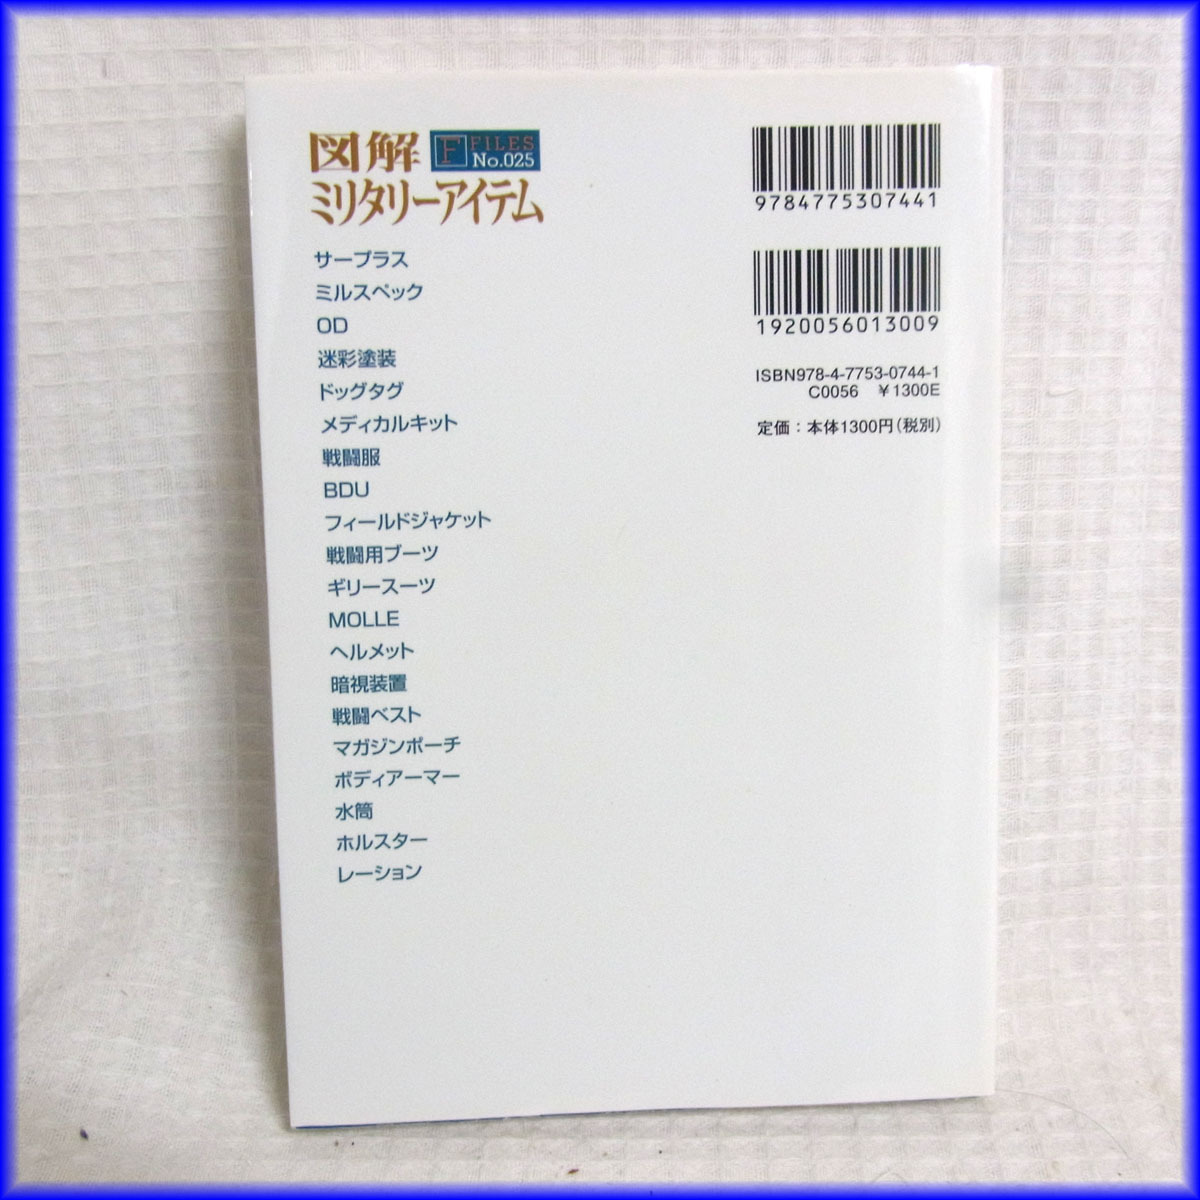 図解 F FILES No.025
ミリタリーアイテム
サープラス
ミルスペック
OD
迷彩塗装
ドッグタグ
メディカルキット
戦闘服
BDU
フィールドジャケット
戦闘用ブーツ
ギリースーツ
MOLLE
ヘルメット
暗視装置
戦闘ベスト
マガジンポーチ
ボディアーマー
水筒
ホルスター
レーション
9784775307441
1920056013009
ISBN978-4-7753-0744-1
C0056 ¥1300E
定価：本体1300円（税別）